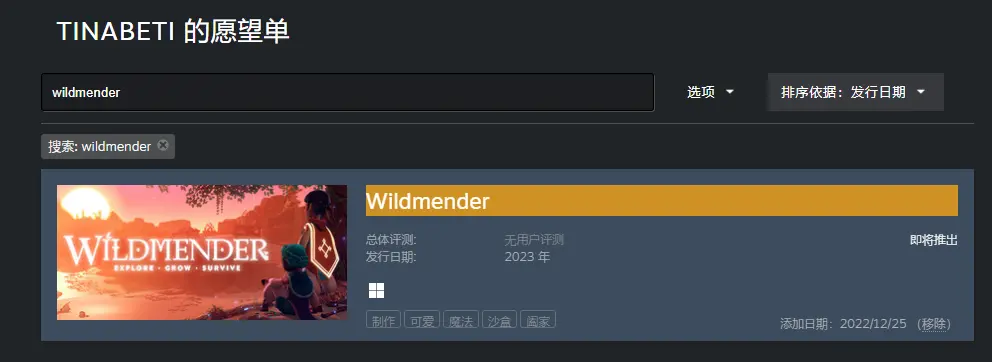 TINABETI 的愿望单
wildmender
选项
排序依据：发行日期
搜索: wildmender
WILDMENDER
EXPLORE · GROW · SURVIVE
Wildmender
总体评测: 无用户评测
即将推出
发行日期: 2023 年
制作 可爱 魔法 沙盒 阖家
添加日期：2022/12/25 （移除）